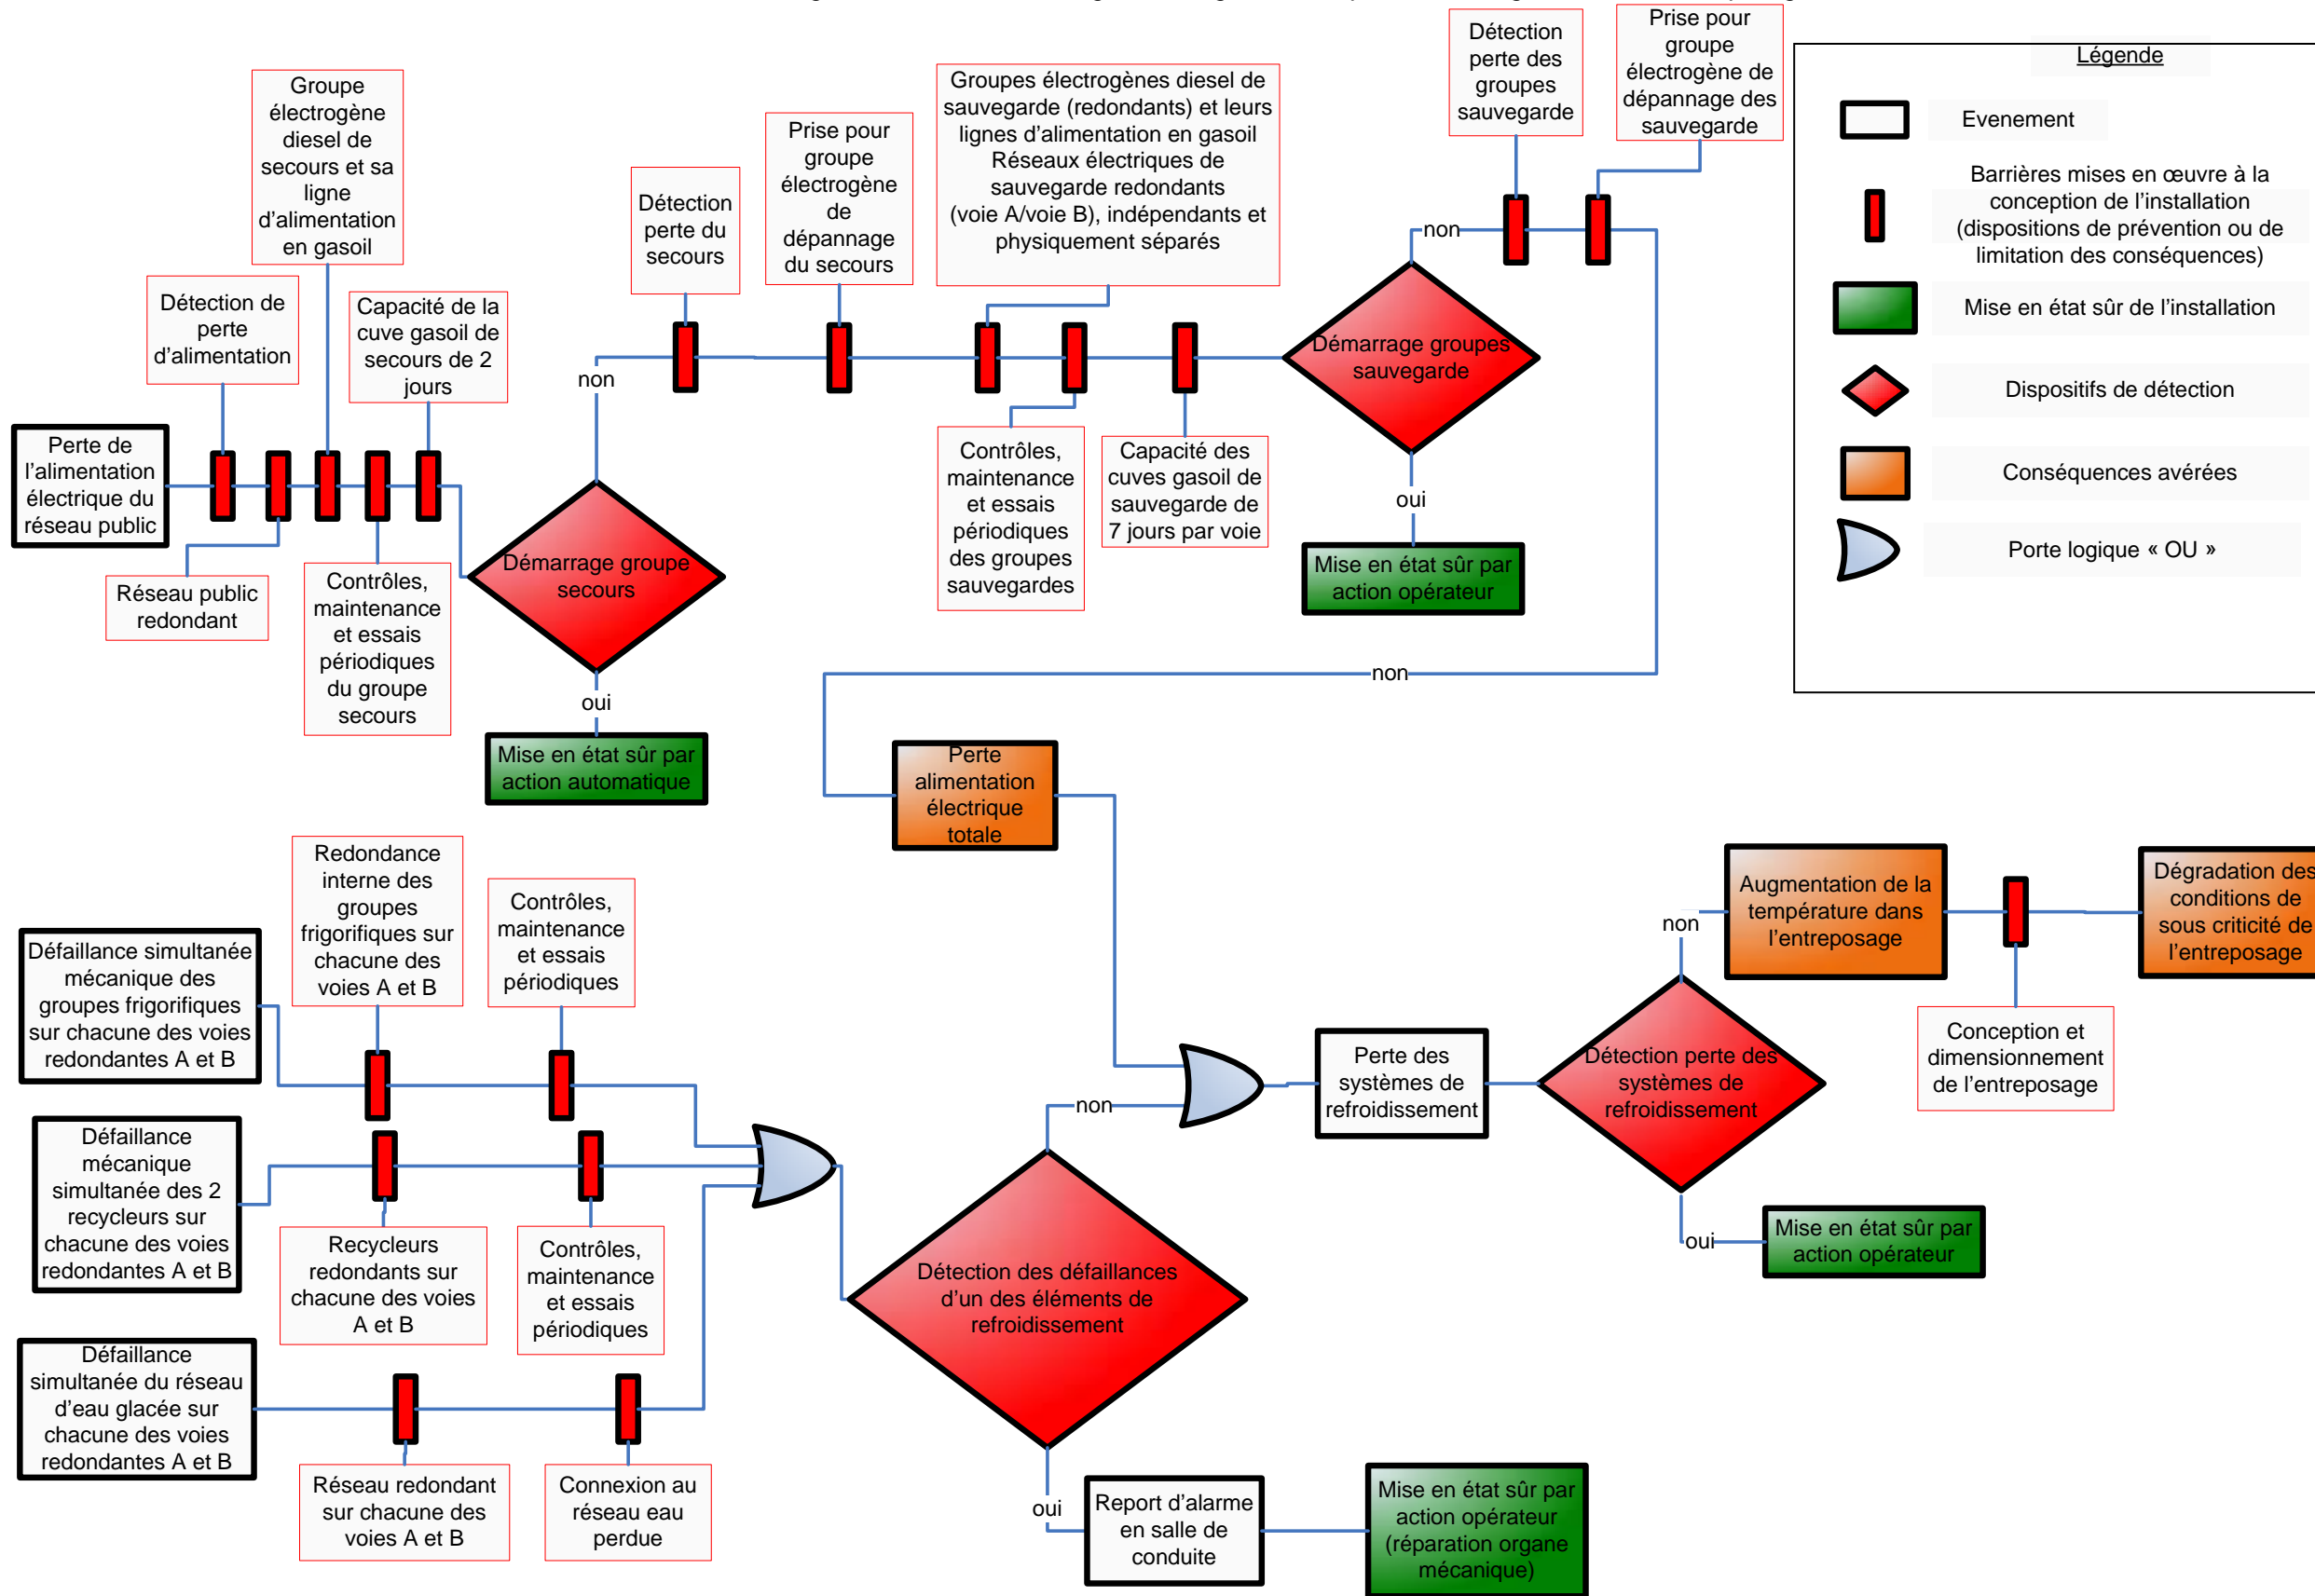 Détection
perte des
groupes
sauvegarde
Prise pour
groupe
électrogène de
dépannage des
sauvegarde
Légende
Evenement
Barrières mises en œuvre à la
conception de l’installation
(dispositions de prévention ou de
limitation des conséquences)
Mise en état sûr de l’installation
Dispositifs de détection
Conséquences avérées
Porte logique « OU »
Groupe
électrogène
diesel de
secours et sa
ligne
d’alimentation
en gasoil
Groupes électrogènes diesel de
sauvegarde (redondants) et leurs
lignes d’alimentation en gasoil
Réseaux électriques de
sauvegarde redondants
(voie A/voie B), indépendants et
physiquement séparés
Prise pour
groupe
électrogène
de
dépannage
du secours
Détection
perte du
secours
Détection de
perte
d’alimentation
Capacité de la
cuve gasoil de
secours de 2
jours
non
non
Démarrage groupes
sauvegarde
Perte de
l’alimentation
électrique du
réseau public
Contrôles,
maintenance
et essais
périodiques
des groupes
sauvegardes
Capacité des
cuves gasoil de
sauvegarde de
7 jours par voie
oui
Mise en état sûr par
action opérateur
Démarrage groupe
secours
Réseau public
redondant
Contrôles,
maintenance
et essais
périodiques
du groupe
secours
oui
non
Mise en état sûr par
action automatique
Perte
alimentation
électrique
totale
Redondance
interne des
groupes
frigorifiques sur
chacune des
voies A et B
Contrôles,
maintenance
et essais
périodiques
Défaillance simultanée
mécanique des
groupes frigorifiques
sur chacune des voies
redondantes A et B
non
Augmentation de la
température dans
l’entreposage
Dégradation des
conditions de
sous criticité de
l’entreposage
Conception et
dimensionnement
de l’entreposage
Perte des
systèmes de
refroidissement
Détection perte des
systèmes de
refroidissement
non
Défaillance
mécanique
simultanée des 2
recycleurs sur
chacune des voies
redondantes A et B
Recycleurs
redondants sur
chacune des voies
A et B
Contrôles,
maintenance
et essais
périodiques
Détection des défaillances
d’un des éléments de
refroidissement
oui
Mise en état sûr par
action opérateur
Défaillance
simultanée du réseau
d’eau glacée sur
chacune des voies
redondantes A et B
Réseau redondant
sur chacune des
voies A et B
Connexion au
réseau eau
perdue
oui
Report d’alarme
en salle de
conduite
Mise en état sûr par
action opérateur
(réparation organe
mécanique)